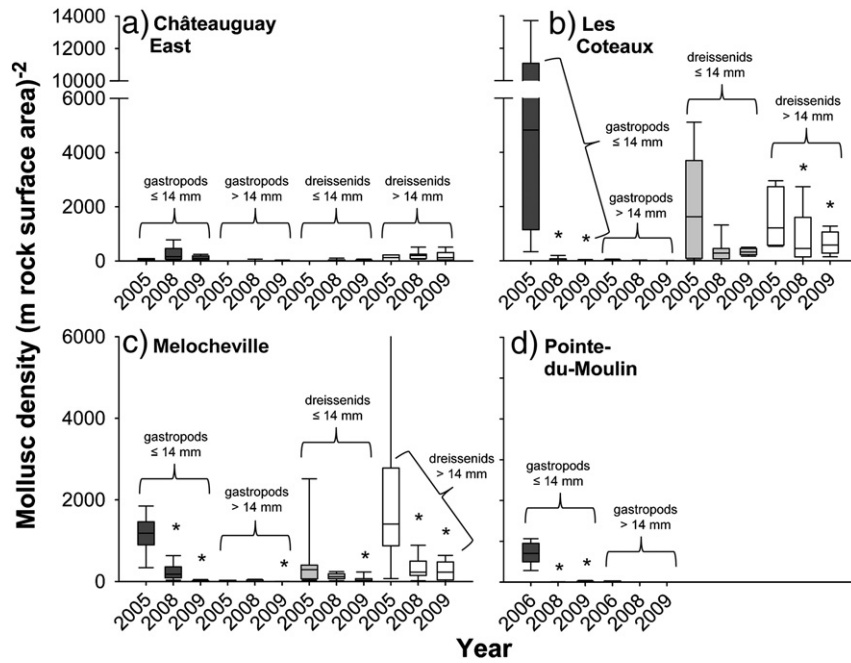 Mollusc density (m rock surface area)-2
a) Châteauguay
East
14000
12000
10000
6000
4000
2000
0
gastropods
≤ 14 mm
gastropods
> 14 mm
dreissenids
≤ 14 mm
dreissenids
> 14 mm
2005 2008 2009 2005 2008 2009 2005 2008 2009 2005 2008 2009
b) Les
Coteaux
gastropods
≤ 14 mm
gastropods
> 14 mm
dreissenids
≤ 14 mm
dreissenids
> 14 mm
* * * *
2005 2008 2009 2005 2008 2009 2005 2008 2009 2005 2008 2009
c) Melocheville
6000
4000
2000
0
gastropods
≤ 14 mm
gastropods
> 14 mm
dreissenids
≤ 14 mm
dreissenids
> 14 mm
* * * * * *
2005 2008 2009 2005 2008 2009 2005 2008 2009 2005 2008 2009
d) Pointe-
du-Moulin
gastropods
≤ 14 mm
gastropods
> 14 mm
* *
2006 2008 2009 2006 2008 2009
Year